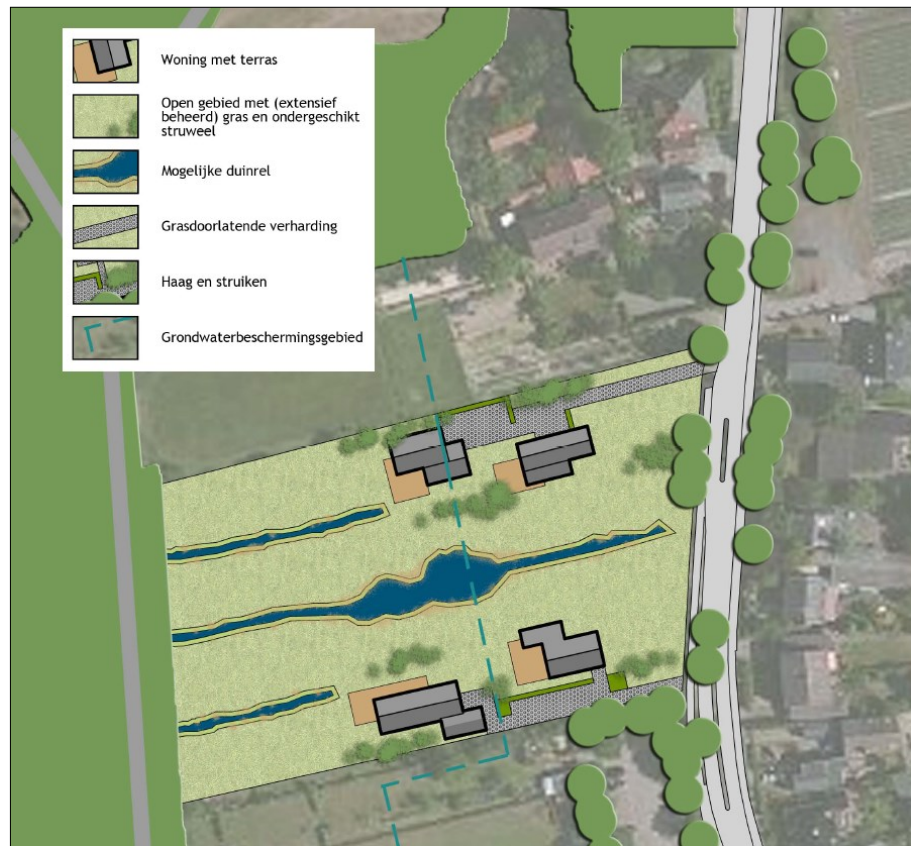 Woning met terras
Open gebied met (extensief
beheerd) gras en ondergeschikt
struweel
Mogelijke duinrel
Grasdoorlatende verharding
Haag en struiken
Grondwaterbeschermingsgebied